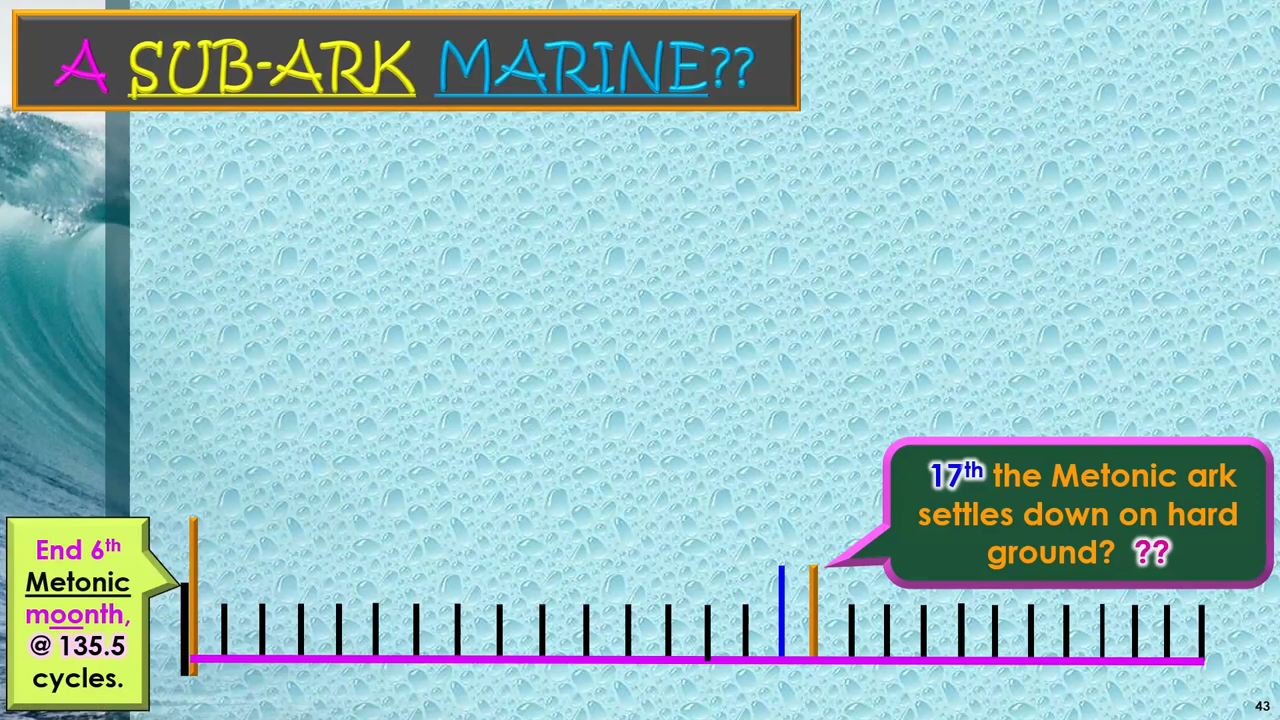 A SUB-ARK MARINE??
17th the Metonic ark
settles down on hard
ground? ??
End 6th
Metonic
moonth,
@ 135.5
cycles.
43